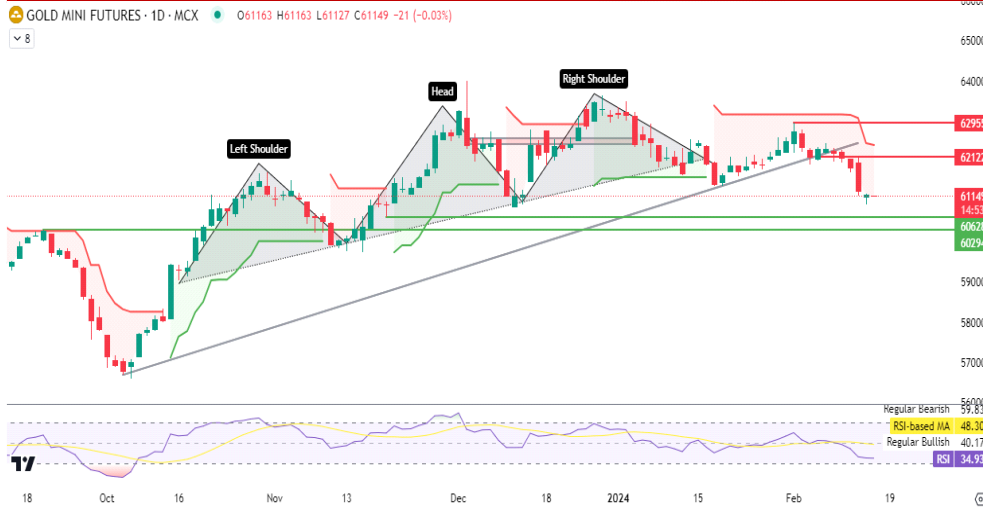 GOLD MINI FUTURES · 1D · MCX O61163 H61163 L61127 C61149 −21 (−0.03%)
8
65000
64000
Right Shoulder
Head
62955
Left Shoulder
62122
61149
14:53
60628
60294
59000
58000
57000
56000
Regular Bearish 59.83
RSI-based MA 48.30
Regular Bullish 40.17
RSI 34.93
18 Oct 16 Nov 13 Dec 18 2024 15 Feb 19